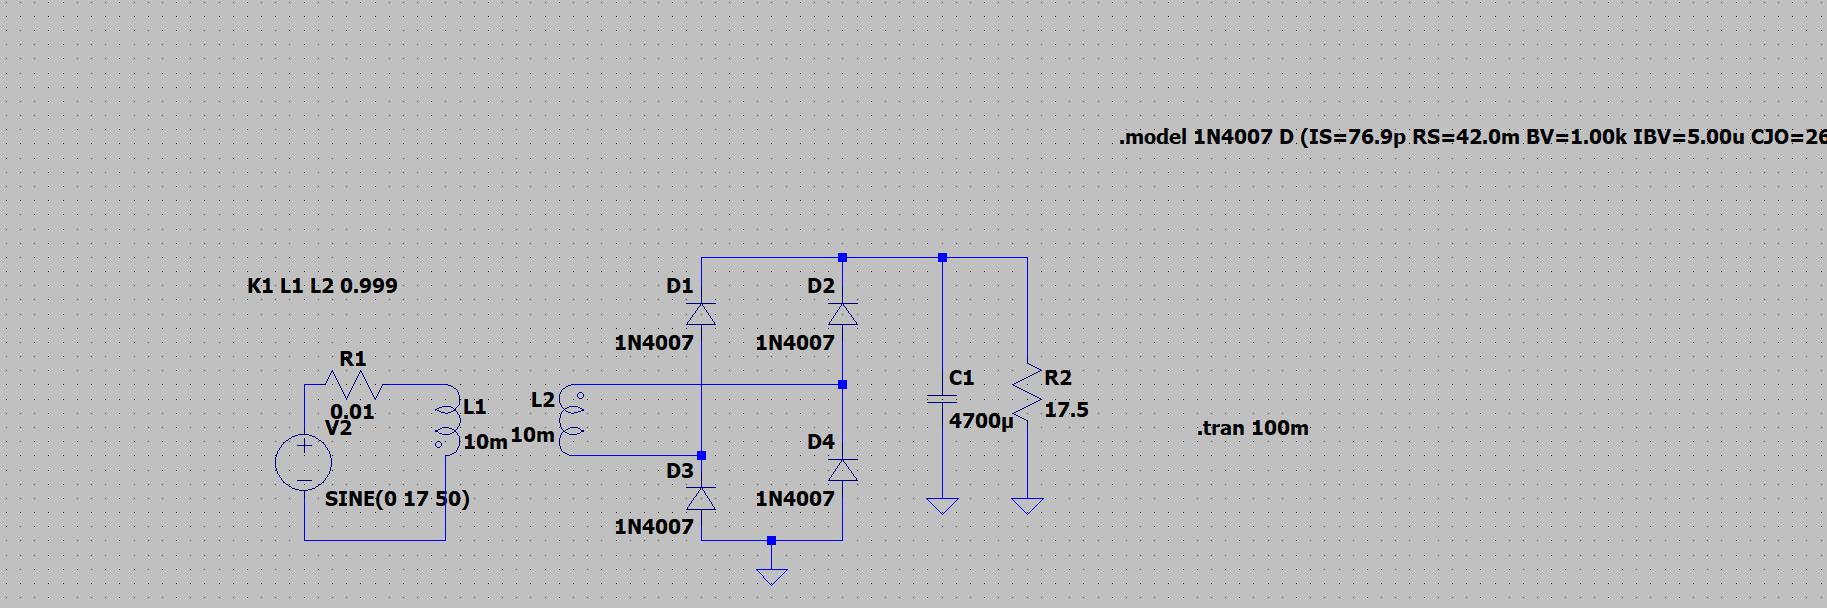 .model 1N4007 D (IS=76.9p RS=42.0m BV=1.00k IBV=5.00u CJO=26
K1 L1 L2 0.999
D1
D2
1N4007
1N4007
R1
0.01
V2
SINE(0 17 50)
L1
10m
L2
10m
D3
1N4007
D4
1N4007
C1
4700µ
R2
17.5
.tran 100m